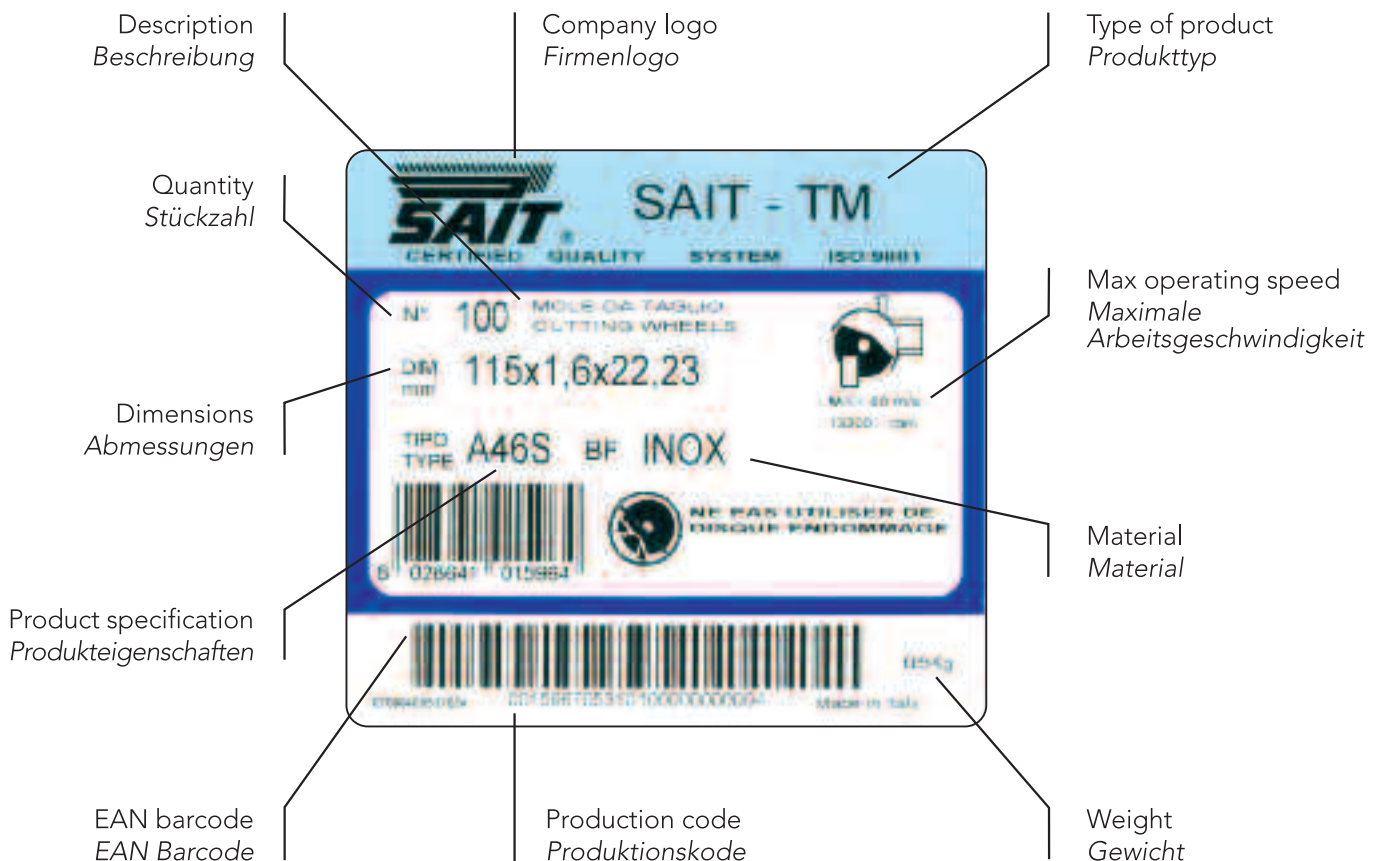 Description
Beschreibung
Company logo
Firmenlogo
Type of product
Produkttyp
Quantity
Stückzahl
SAIT®
SAIT - TM
CERTIFIED QUALITY SYSTEM ISO 9001
Max operating speed
Maximale
Arbeitsgeschwindigkeit
N° 100 MOLE DA TAGLIO
CUTTING WHEELS
DIM
mm
115x1,6x22,23
MAX
Dimensions
Abmessungen
TIPO
TYPE
A46S BF INOX
NE PAS UTILISER DE
DISQUE ENDOMMAGE
Material
Material
Product specification
Produkteigenschaften
Made in Italy
EAN barcode
EAN Barcode
Production code
Produktionskode
Weight
Gewicht